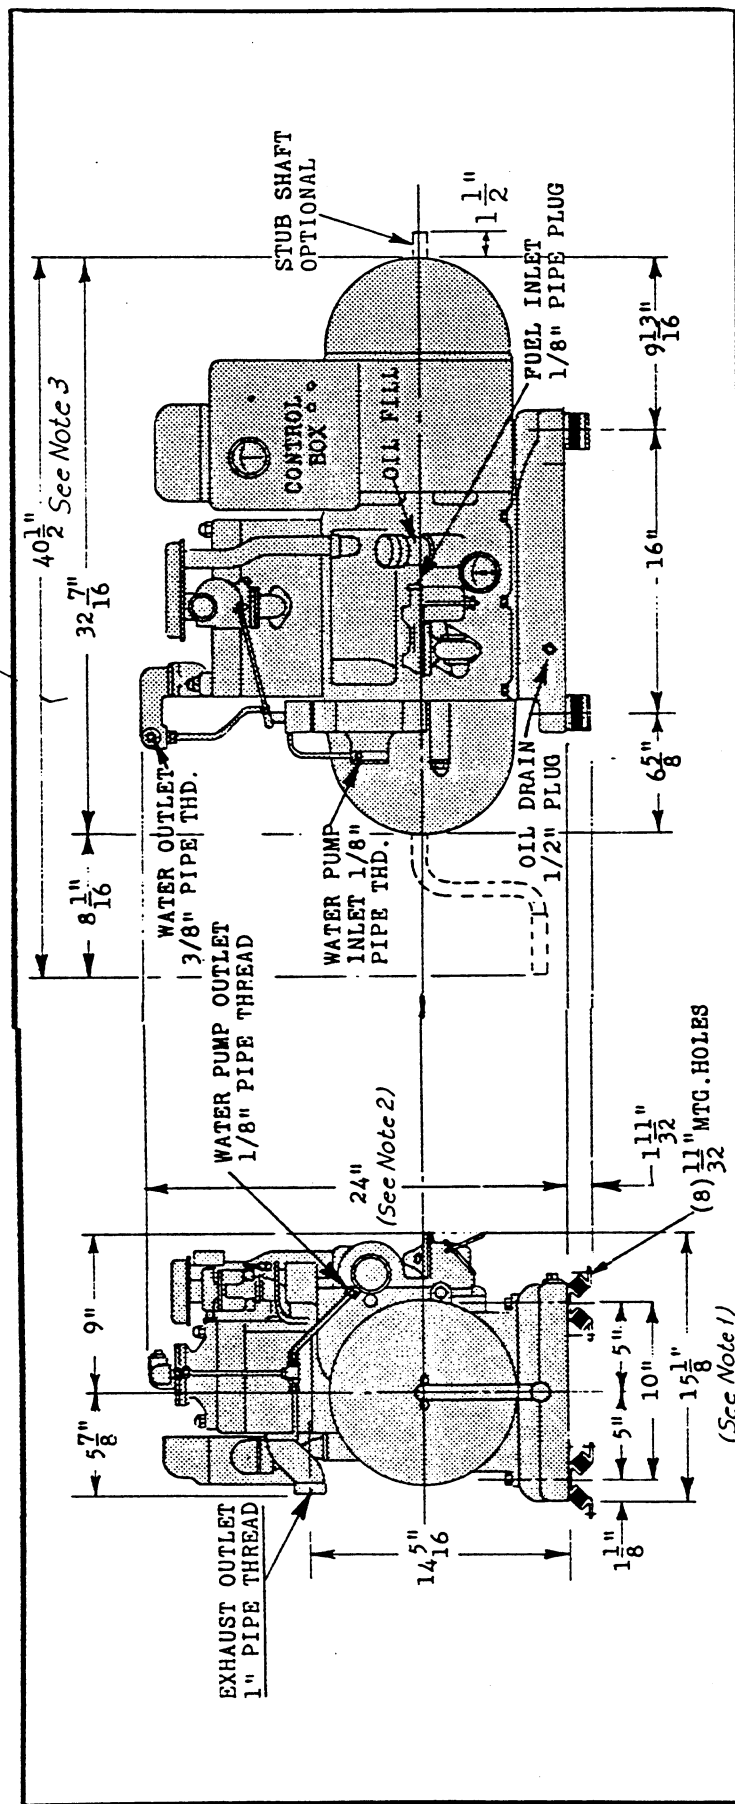 EXHAUST OUTLET
1" PIPE THREAD
5 7/8"
9"
WATER PUMP OUTLET
1/8" PIPE THREAD
24"
(See Note 2)
14 5/16"
1 1/8"
5"
5"
10"
15 1/8"
(See Note 1)
(8) 11/32" MTG.HOLES
1 11/32"
40 1/2" See Note 3
8 1/16"
32 7/16"
WATER OUTLET
3/8" PIPE THD.
WATER PUMP
INLET 1/8"
PIPE THD.
OIL DRAIN
1/2" PLUG
CONTROL
BOX
OIL FILL
STUB SHAFT
OPTIONAL
1 1/2"
FUEL INLET
1/8" PIPE PLUG
6 5/8"
16"
9 13/16"